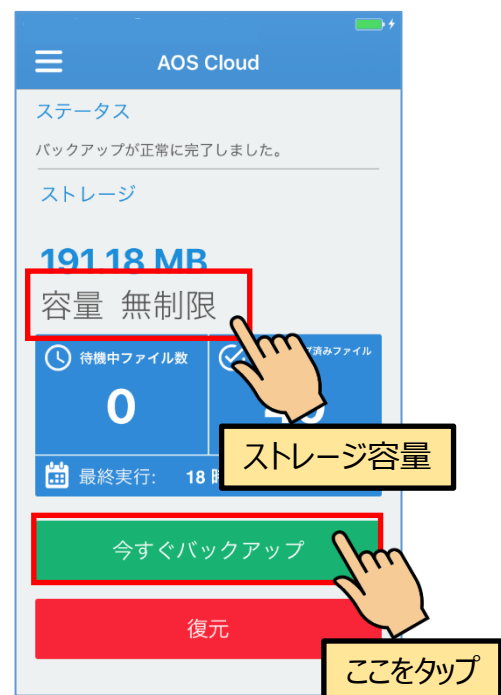 AOS Cloud
ステータス
バックアップが正常に完了しました。
ストレージ
191.18 MB
容量 無制限
待機中ファイル数
済みファイル
0
ストレージ容量
最終実行: 18
今すぐバックアップ
復元
ここをタップ